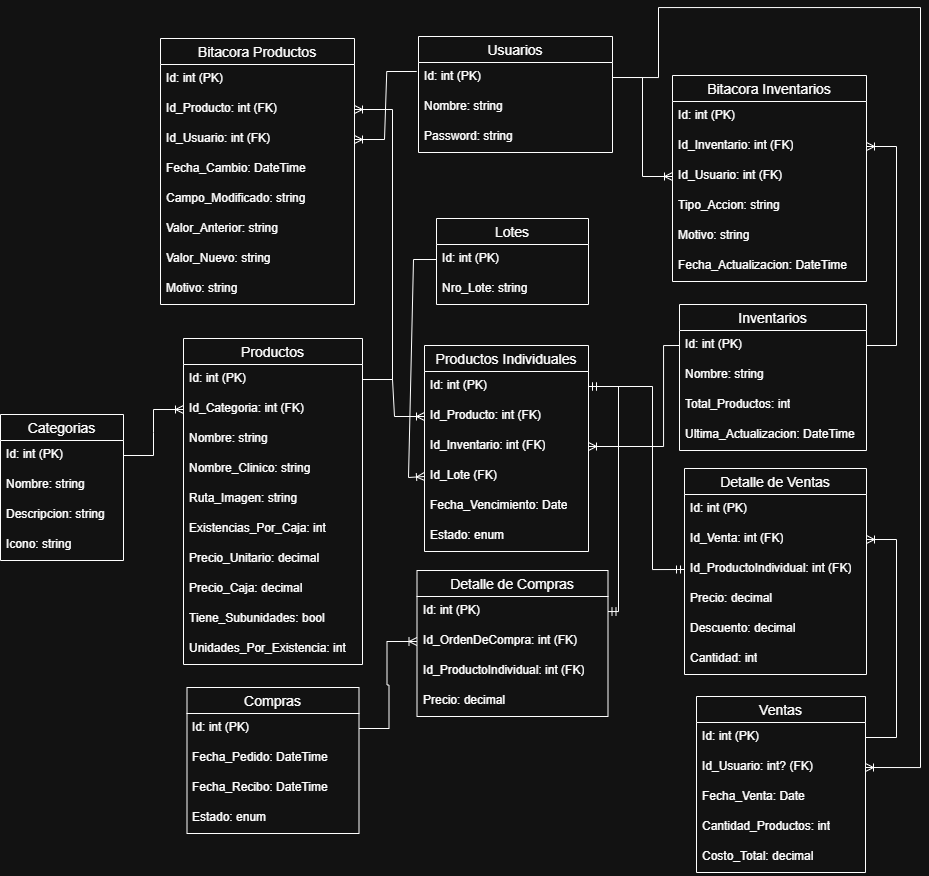 Bitacora Productos
Id: int (PK)
Id_Producto: int (FK)
Id_Usuario: int (FK)
Fecha_Cambio: DateTime
Campo_Modificado: string
Valor_Anterior: string
Valor_Nuevo: string
Motivo: string
Usuarios
Id: int (PK)
Nombre: string
Password: string
Bitacora Inventarios
Id: int (PK)
Id_Inventario: int (FK)
Id_Usuario: int (FK)
Tipo_Accion: string
Motivo: string
Fecha_Actualizacion: DateTime
Lotes
Id: int (PK)
Nro_Lote: string
Inventarios
Id: int (PK)
Nombre: string
Total_Productos: int
Ultima_Actualizacion: DateTime
Productos
Id: int (PK)
Id_Categoria: int (FK)
Nombre: string
Nombre_Clinico: string
Ruta_Imagen: string
Existencias_Por_Caja: int
Precio_Unitario: decimal
Precio_Caja: decimal
Tiene_Subunidades: bool
Unidades_Por_Existencia: int
Productos Individuales
Id: int (PK)
Id_Producto: int (FK)
Id_Inventario: int (FK)
Id_Lote (FK)
Fecha_Vencimiento: Date
Estado: enum
Categorias
Id: int (PK)
Nombre: string
Descripcion: string
Icono: string
Detalle de Ventas
Id: int (PK)
Id_Venta: int (FK)
Id_ProductoIndividual: int (FK)
Precio: decimal
Descuento: decimal
Cantidad: int
Detalle de Compras
Id: int (PK)
Id_OrdenDeCompra: int (FK)
Id_ProductoIndividual: int (FK)
Precio: decimal
Compras
Id: int (PK)
Fecha_Pedido: DateTime
Fecha_Recibo: DateTime
Estado: enum
Ventas
Id: int (PK)
Id_Usuario: int? (FK)
Fecha_Venta: Date
Cantidad_Productos: int
Costo_Total: decimal